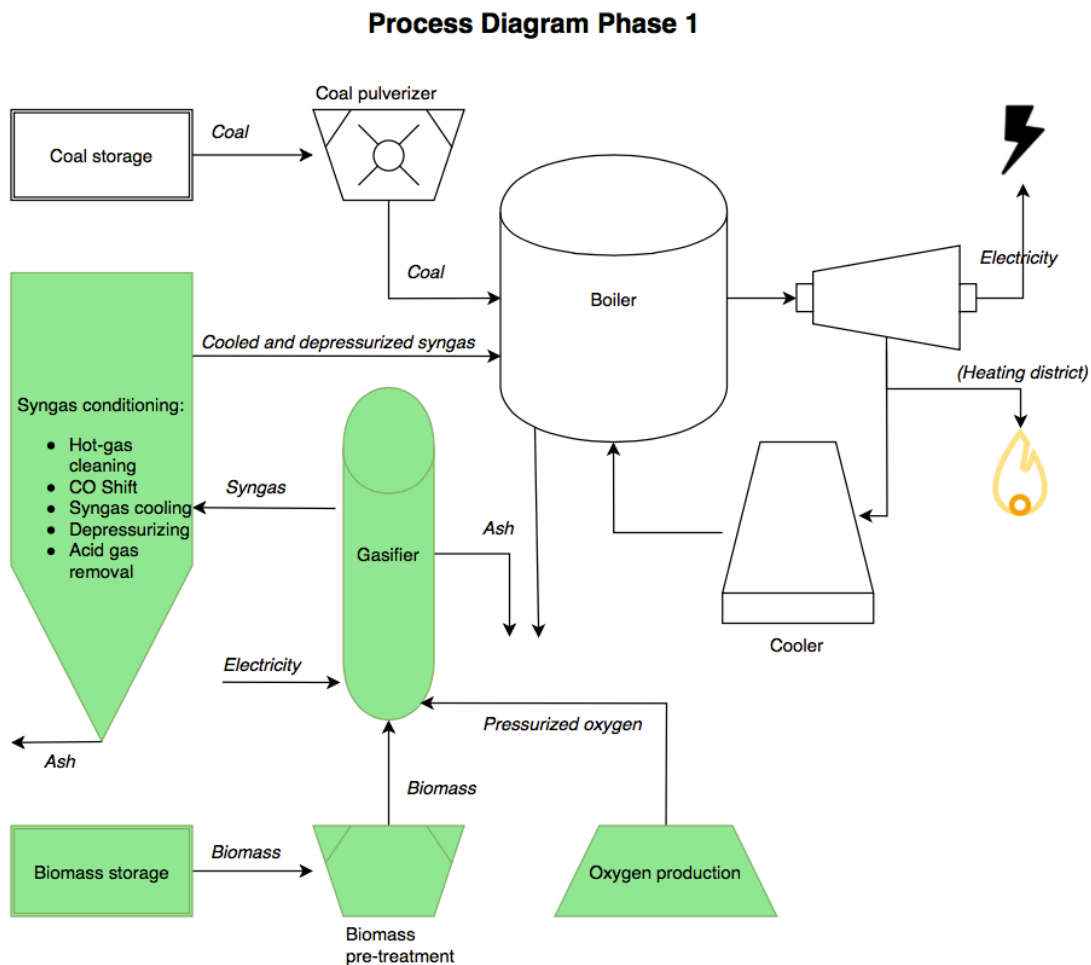 Process Diagram Phase 1
Coal pulverizer
Coal
Coal storage
Electricity
Coal
Boiler
Cooled and depressurized syngas
(Heating district)
Syngas conditioning:
● Hot-gas
cleaning
● CO Shift
● Syngas cooling
● Depressurizing
● Acid gas
removal
Syngas
Ash
Gasifier
Cooler
Electricity
Pressurized oxygen
Ash
Biomass
Biomass
Biomass storage
Oxygen production
Biomass
pre-treatment